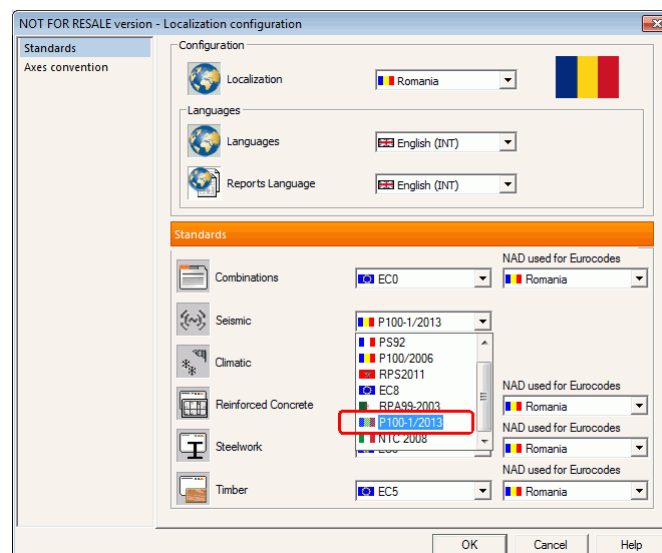 NOT FOR RESALE version - Localization configuration
Standards
Axes convention
Configuration
Localization
Romania
Languages
Languages
English (INT)
Reports Language
English (INT)
Standards
NAD used for Eurocodes
Combinations
EC0
Romania
Seismic
P100-1/2013
PS92
P100/2006
RPS2011
EC8
RPA99-2003
P100-1/2013
NTC 2008
Climatic
NAD used for Eurocodes
Reinforced Concrete
Romania
NAD used for Eurocodes
Steelwork
Romania
NAD used for Eurocodes
Timber
EC5
Romania
OK
Cancel
Help